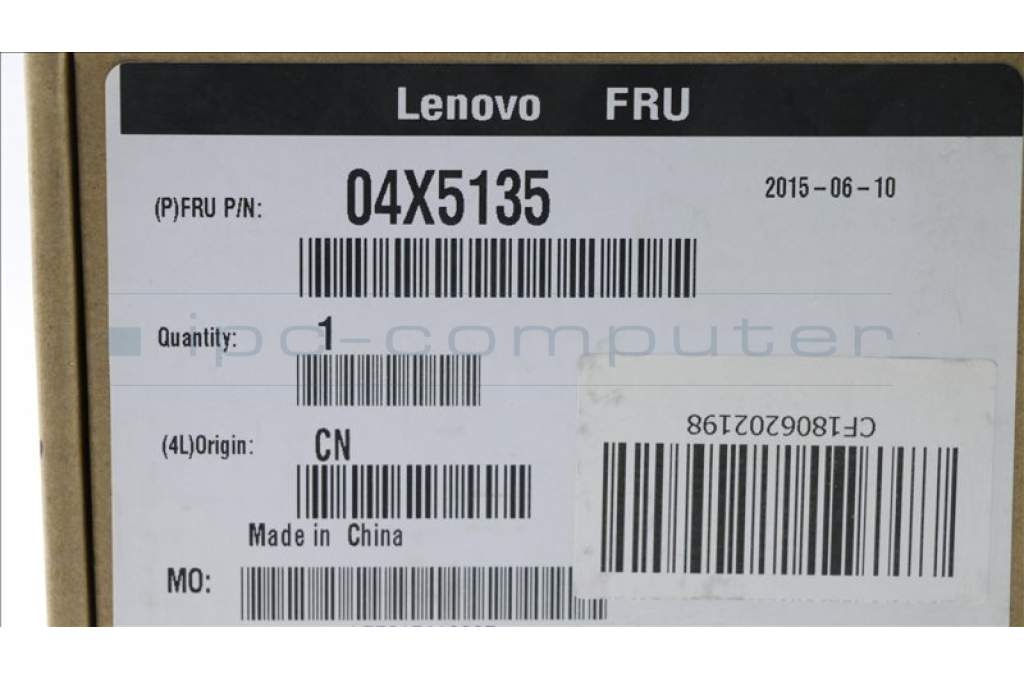 Lenovo FRU
(P)FRU P/N: 04X5135 2015-06-10
Quantity: 1
ipc-computer
(4L)Origin: CN
CF1806202198
Made in China
MO: